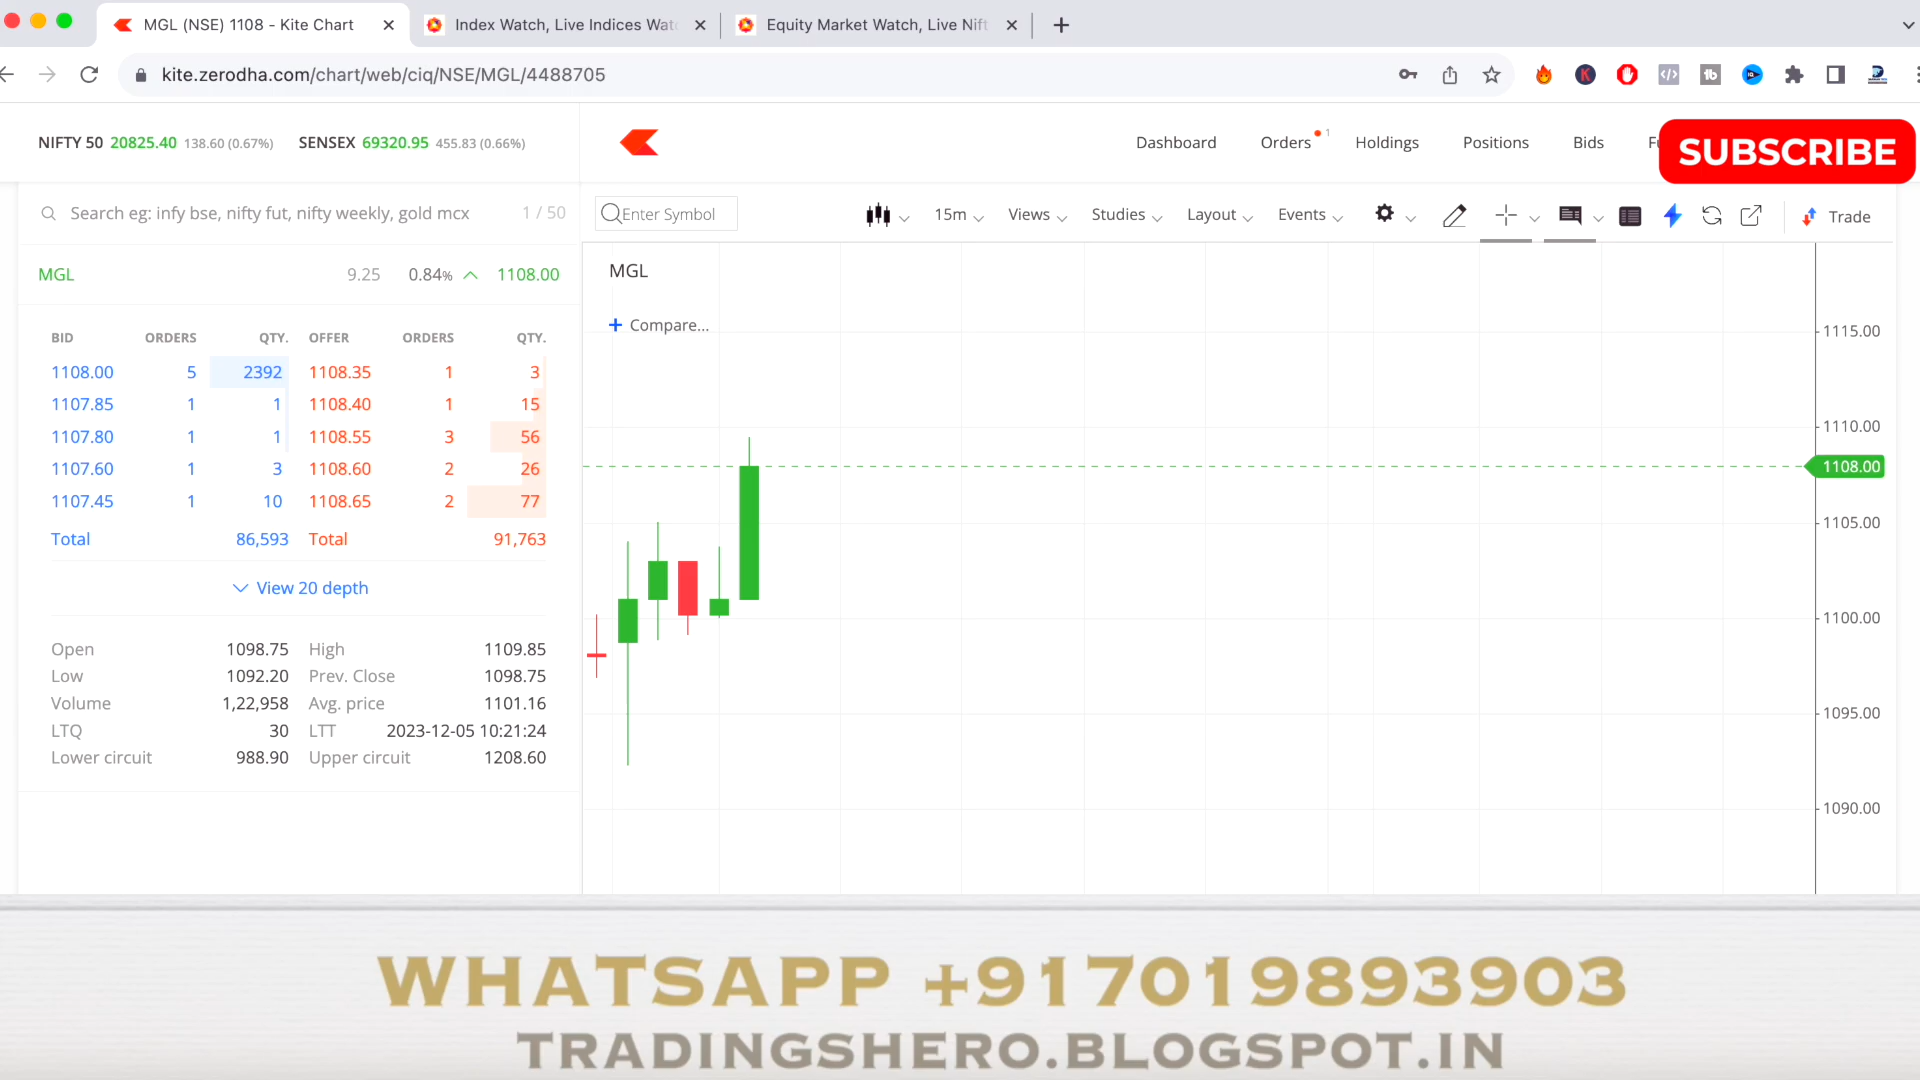 MGL (NSE) 1108 - Kite Chart
Index Watch, Live Indices Wat
Equity Market Watch, Live Nift
kite.zerodha.com/chart/web/ciq/NSE/MGL/4488705
NIFTY 50 20825.40 138.60 (0.67%) SENSEX 69320.95 455.83 (0.66%)
Dashboard Orders 1 Holdings Positions Bids
SUBSCRIBE
Search eg: infy bse, nifty fut, nifty weekly, gold mcx 1 / 50
Enter Symbol 15m Views Studies Layout Events Trade
MGL 9.25 0.84% 1108.00
BID ORDERS QTY. OFFER ORDERS QTY.
1108.00 5 2392 1108.35 1 3
1107.85 1 1 1108.40 1 15
1107.80 1 1 1108.55 3 56
1107.60 1 3 1108.60 2 26
1107.45 1 10 1108.65 2 77
Total 86,593 Total 91,763
View 20 depth
Open 1098.75 High 1109.85
Low 1092.20 Prev. Close 1098.75
Volume 1,22,958 Avg. price 1101.16
LTQ 30 LTT 2023-12-05 10:21:24
Lower circuit 988.90 Upper circuit 1208.60
MGL
+ Compare...
1115.00
1110.00
1108.00
1105.00
1100.00
1095.00
1090.00
WHATSAPP +917019893903
TRADINGSHERO.BLOGSPOT.IN